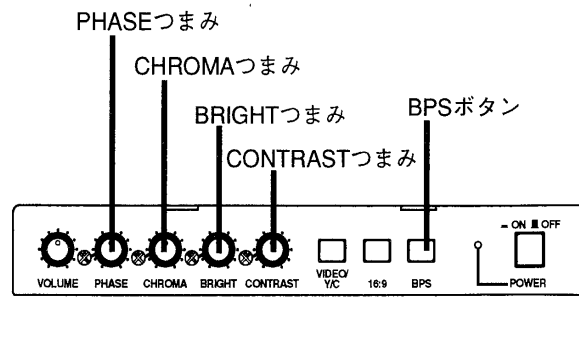 PHASEつまみ
CHROMAつまみ
BRIGHTつまみ
BPSボタン
CONTRASTつまみ
ON OFF
VOLUME PHASE CHROMA BRIGHT CONTRAST VIDEO/ Y/C 16:9 BPS POWER